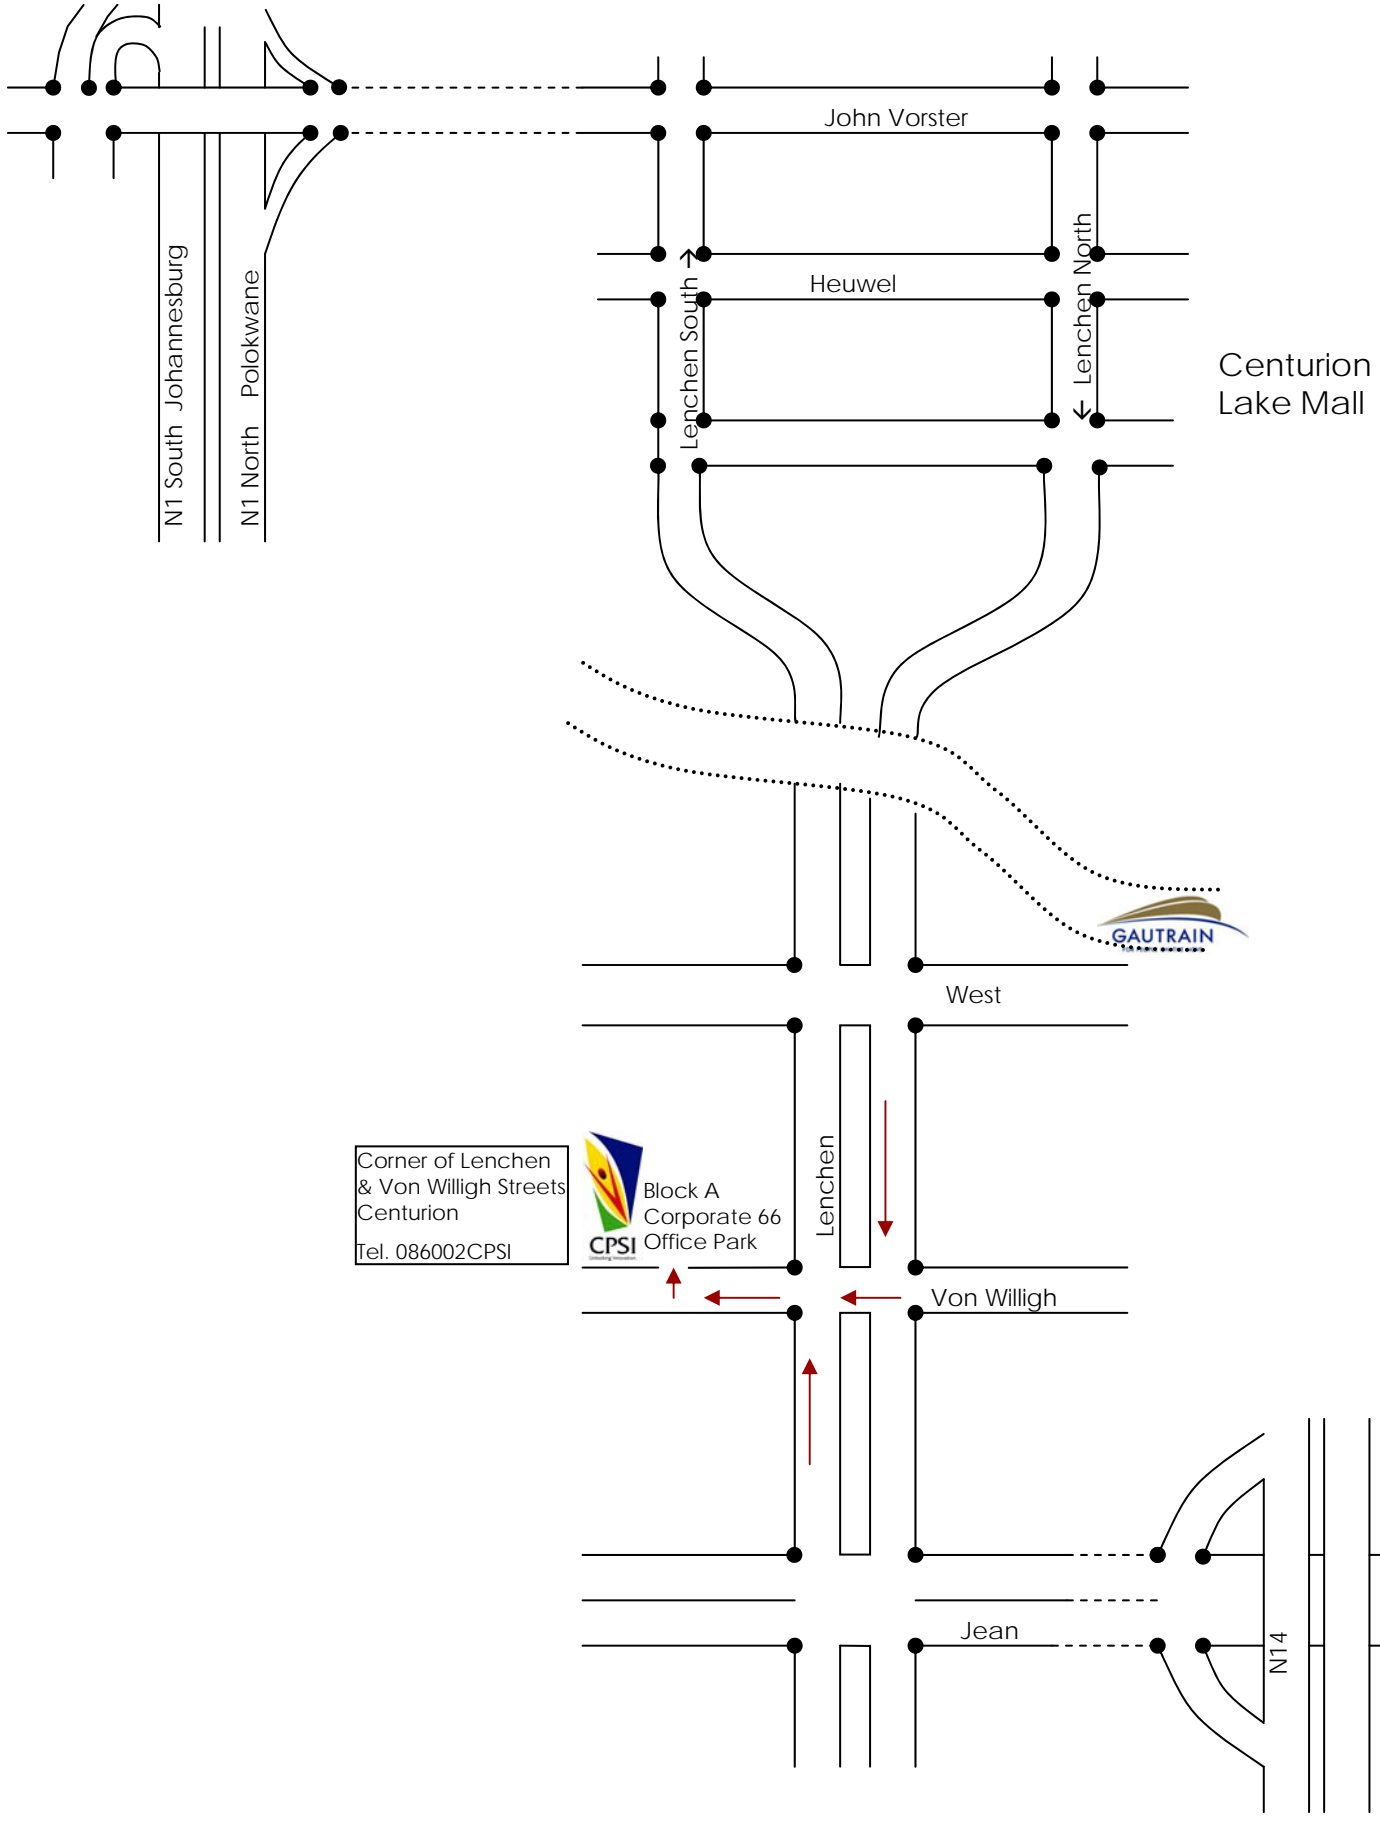 John Vorster
Heuwel
Lenchen South →
← Lenchen North
N1 South Johannesburg
N1 North Polokwane
Centurion
Lake Mall
GAUTRAIN
West
Lenchen
Corner of Lenchen
& Von Willigh Streets
Centurion
Tel. 086002CPSI
CPSI
Block A
Corporate 66
Office Park
Von Willigh
Jean
N14